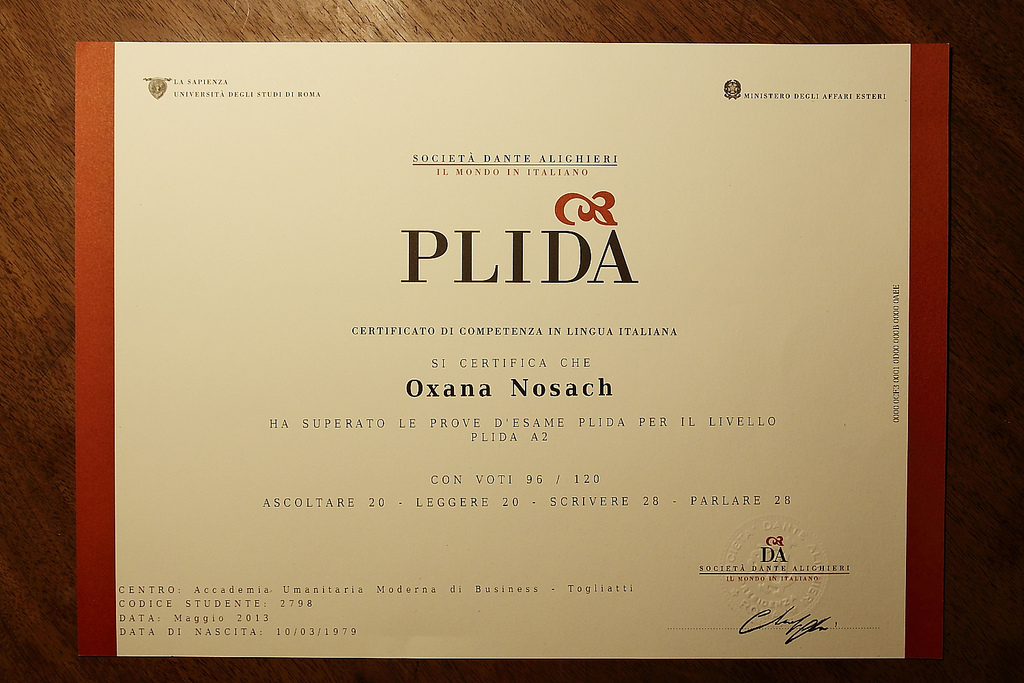 LA SAPIENZA
UNIVERSITÀ DEGLI STUDI DI ROMA
MINISTERO DEGLI AFFARI ESTERI
SOCIETÀ DANTE ALIGHIERI
IL MONDO IN ITALIANO
PLIDA
CERTIFICATO DI COMPETENZA IN LINGUA ITALIANA
SI CERTIFICA CHE
Oxana Nosach
HA SUPERATO LE PROVE D'ESAME PLIDA PER IL LIVELLO
PLIDA A2
CON VOTI 96 / 120
ASCOLTARE 20 - LEGGERE 20 - SCRIVERE 28 - PARLARE 28
DA
SOCIETÀ DANTE ALIGHIERI
IL MONDO IN ITALIANO
CENTRO: Accademia Umanitaria Moderna di Business - Togliatti
CODICE STUDENTE: 2798
DATA: Maggio 2013
DATA DI NASCITA: 10/03/1979